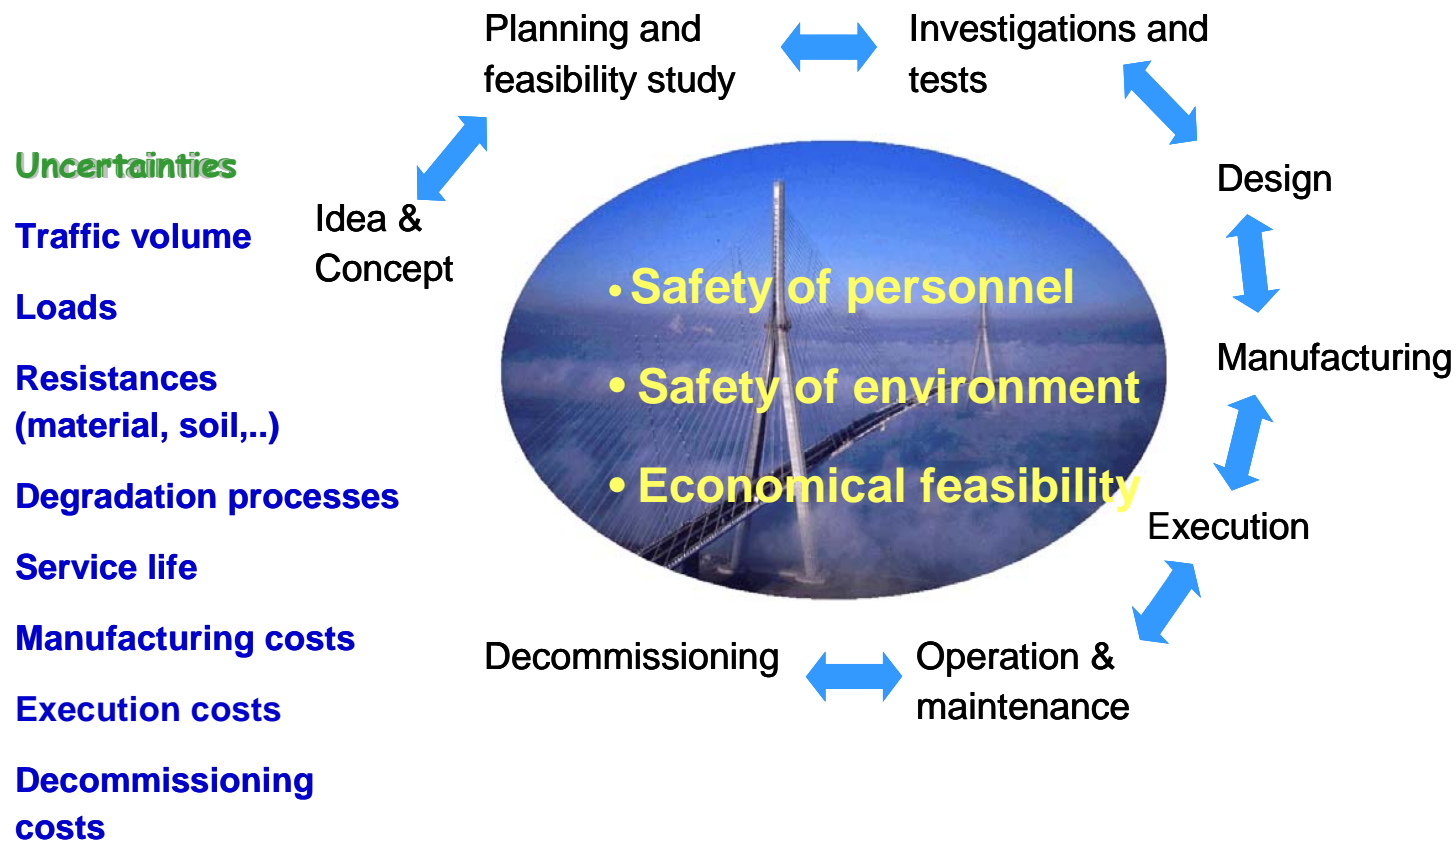 Planning and
feasibility study
Investigations and
tests
Uncertainties
Traffic volume
Loads
Resistances
(material, soil,..)
Degradation processes
Service life
Manufacturing costs
Execution costs
Decommissioning
costs
Idea &
Concept
Design
Manufacturing
Execution
Operation &
maintenance
Decommissioning
• Safety of personnel
• Safety of environment
• Economical feasibility